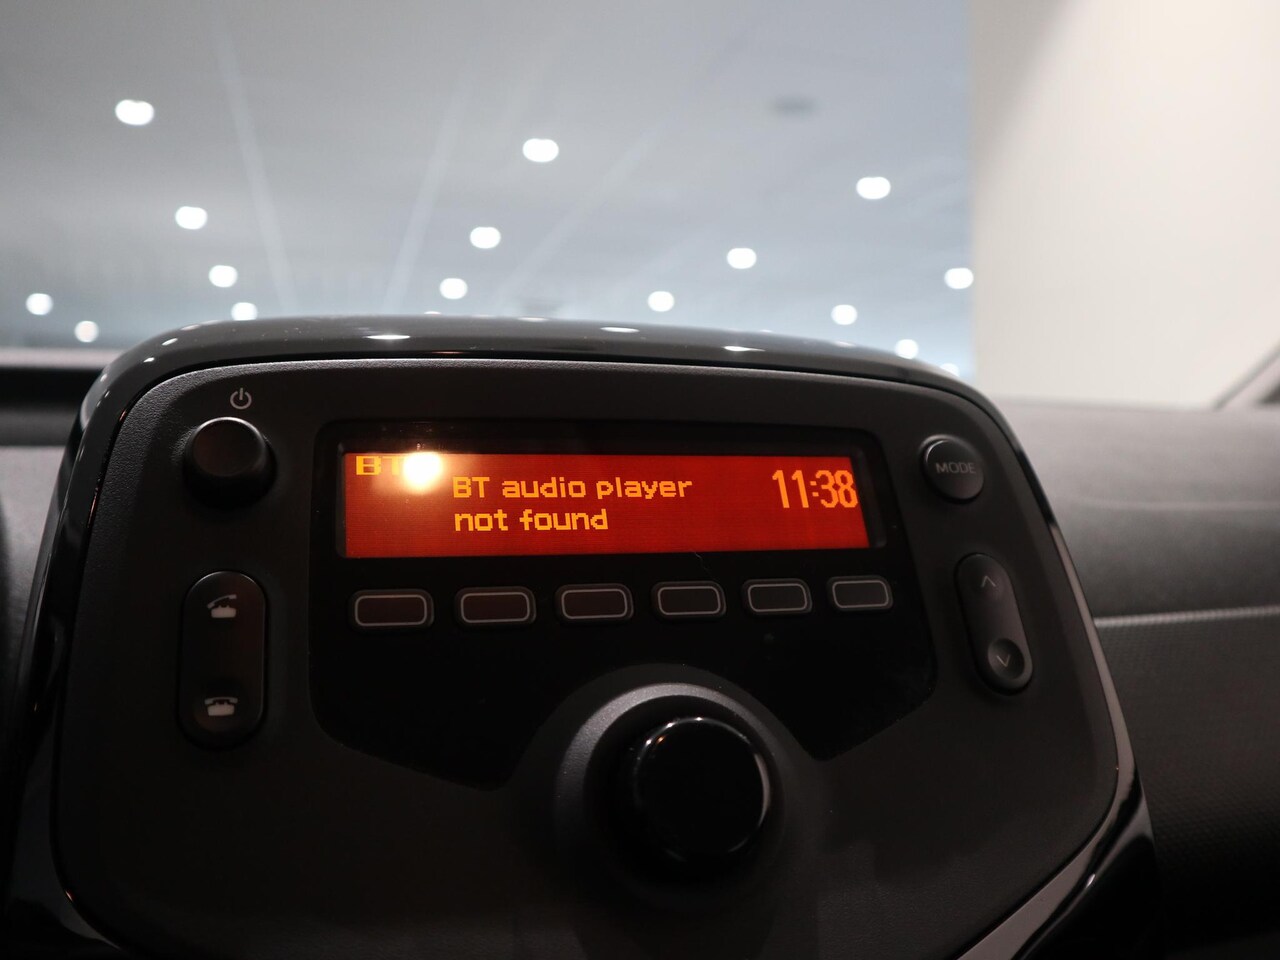 BT
BT audio player
not found
11:38
MODE